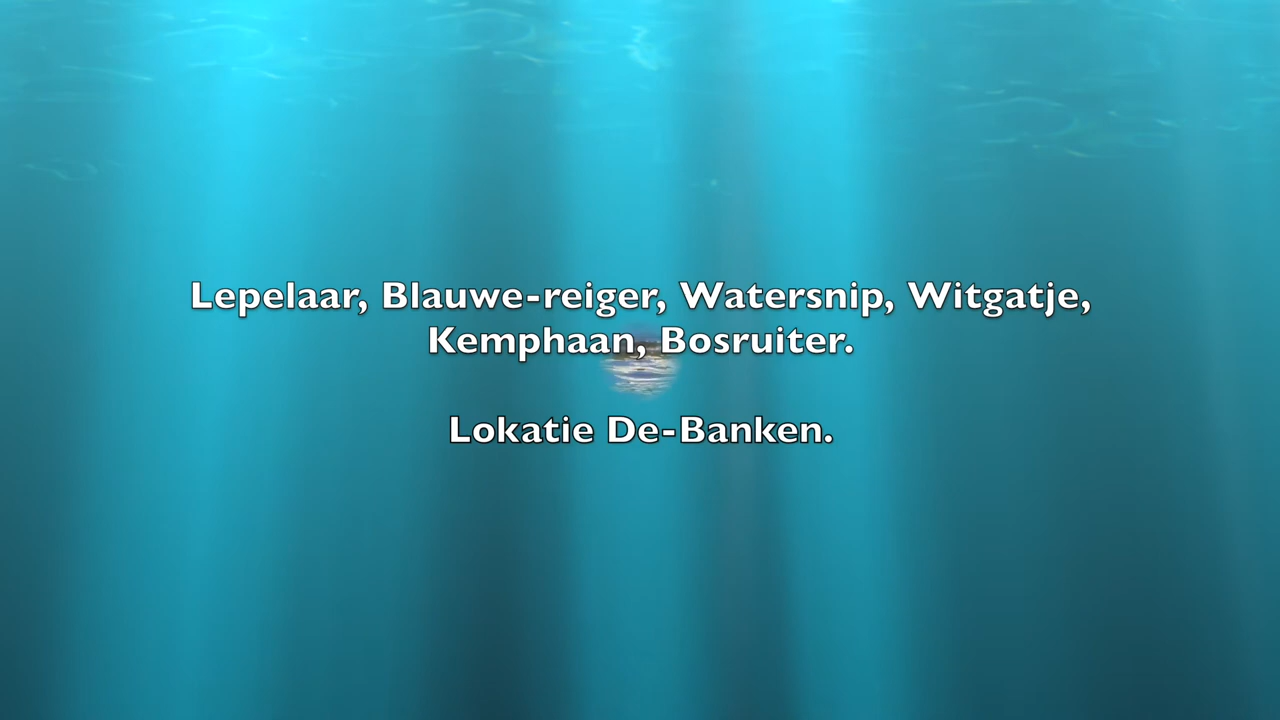 Lepelaar, Blauwe-reiger, Watersnip, Witgatje,
Kemphaan, Bosruiter.
Lokatie De-Banken.